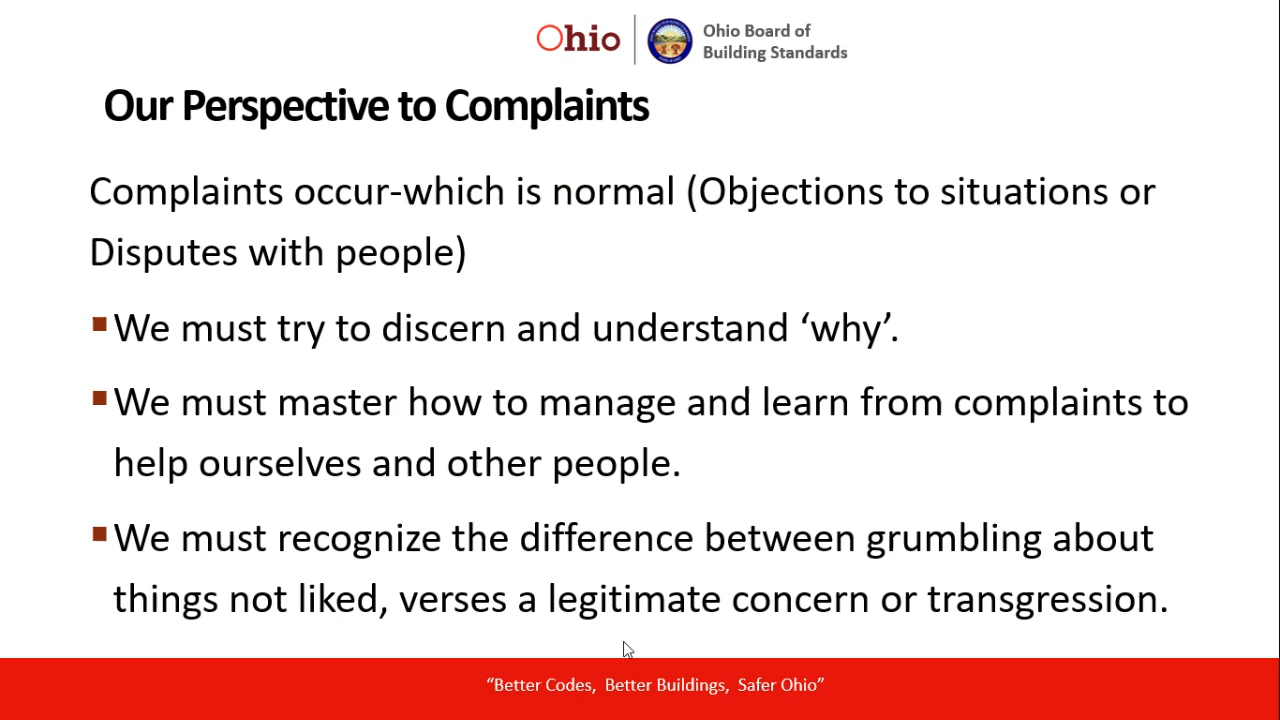 Ohio
Ohio Board of
Building Standards
Our Perspective to Complaints
Complaints occur-which is normal (Objections to situations or
Disputes with people)
▪We must try to discern and understand ‘why’.
▪We must master how to manage and learn from complaints to
help ourselves and other people.
▪We must recognize the difference between grumbling about
things not liked, verses a legitimate concern or transgression.
“Better Codes, Better Buildings, Safer Ohio”